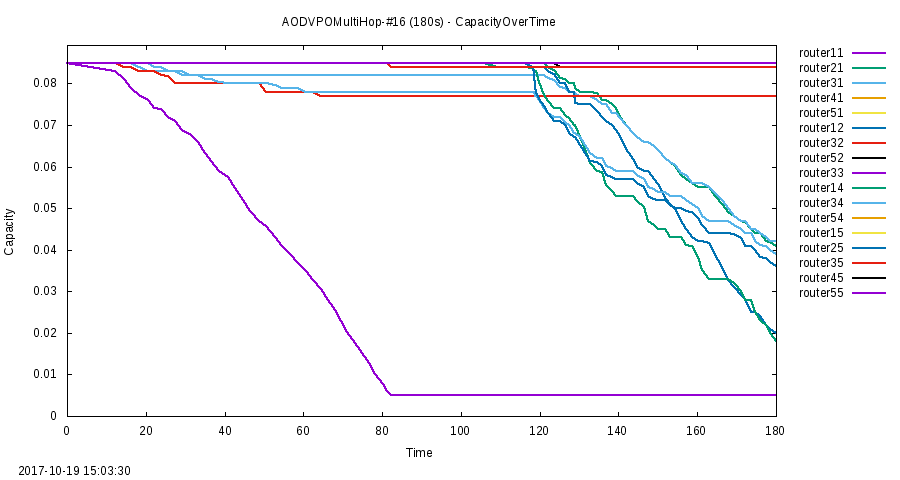 AODVPOMultiHop-#16 (180s) - CapacityOverTime
router11
router21
router31
router41
router51
router12
router32
router52
router33
router14
router34
router54
router15
router25
router35
router45
router55
0.08
0.07
0.06
0.05
0.04
0.03
0.02
0.01
0
Capacity
0 20 40 60 80 100 120 140 160 180
Time
2017-10-19 15:03:30